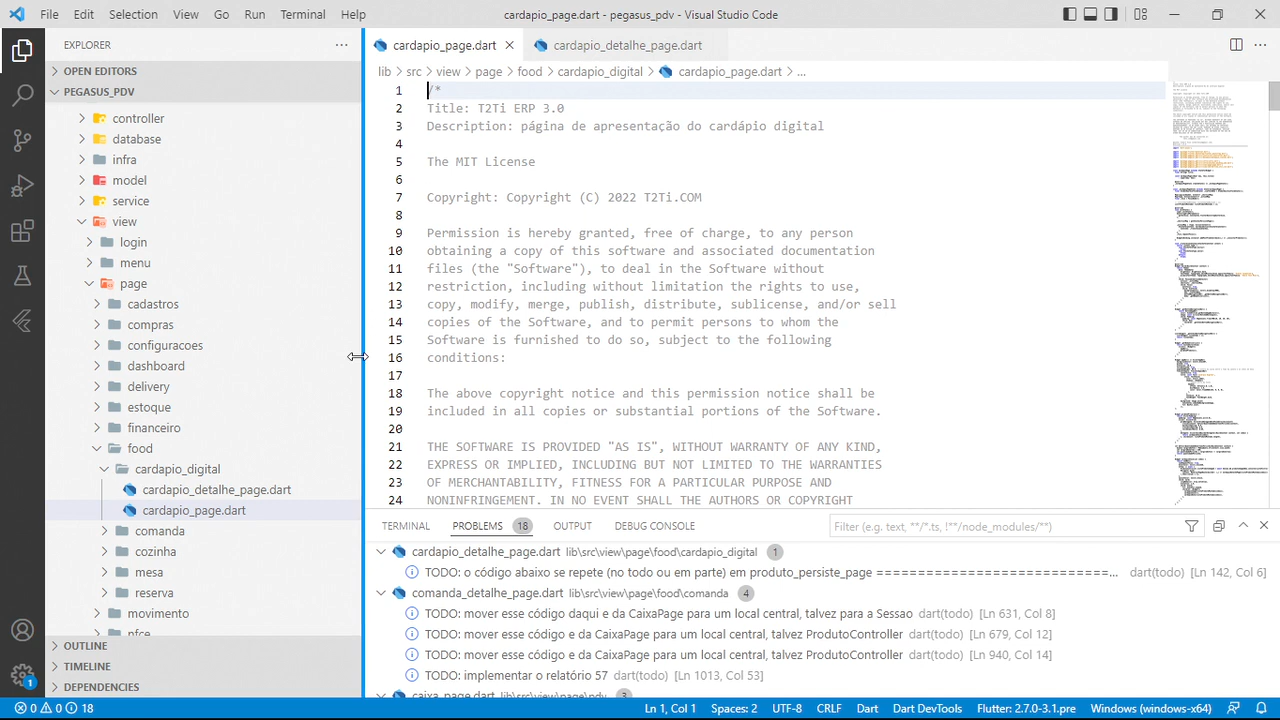 File Edit Selection View Go Run Terminal Help
cardapio_page.dart - pegasus_pdv - Visual Studio Code
EXPLORER
OPEN EDITORS
PEGASUS_PDV
controller
database
infra
model
service
view
login
menu
page
cadastros
compras
configuracoes
dashboard
delivery
estoque
financeiro
food
cardapio_digital
cardapio_detalhe_page.dart
cardapio_page.dart
comanda
cozinha
mesa
reserva
movimento
nfce
OUTLINE
TIMELINE
DEPENDENCIES
1
cardapio_page.dart
cardapio_detalhe_page.dart
lib > src > view > page > food > cardapio_digital > cardapio_page.dart > ...
1 /*
2 Title: T2Ti ERP 3.0
3 Description: página de apresentação do cardápio digital
4
5 The MIT License
6
7 Copyright: Copyright (C) 2021 T2Ti.COM
8
9 Permission is hereby granted, free of charge, to any person
10 obtaining a copy of this software and associated documentation
11 files (the "Software"), to deal in the Software without
12 restriction, including without limitation the rights to use,
13 copy, modify, merge, publish, distribute, sublicense, and/or sell
14 copies of the Software, and to permit persons to whom the
15 Software is furnished to do so, subject to the following
16 conditions:
17
18 The above copyright notice and this permission notice shall be
19 included in all copies or substantial portions of the Software.
20
21 THE SOFTWARE IS PROVIDED "AS IS", WITHOUT WARRANTY OF ANY KIND,
22 EXPRESS OR IMPLIED, INCLUDING BUT NOT LIMITED TO THE WARRANTIES
23 OF MERCHANTABILITY, FITNESS FOR A PARTICULAR PURPOSE AND
24 NONINFRINGEMENT. IN NO EVENT SHALL THE AUTHORS OR COPYRIGHT
TERMINAL PROBLEMS 18 OUTPUT DEBUG CONSOLE
Filter (e.g. text, **/*.ts, !**/node_modules/**)
cardapio_detalhe_page.dart lib\src\view\page\food\cardapio_digital 1
TODO: o código abaixo se repete (no todo ou em parte) em produto_persiste_page ============================... dart(todo) [Ln 142, Col 6]
comanda_detalhe_page.dart lib\src\view\page\food\comanda 4
TODO: mover esse código daqui e da CaixaPage para um local central, talvez para a Sessao dart(todo) [Ln 631, Col 8]
TODO: mover esse código e da CaixaPage para um local central, talvez ProdutoController dart(todo) [Ln 679, Col 12]
TODO: mover esse código e da CaixaPage para um local central, talvez ProdutoController dart(todo) [Ln 940, Col 14]
TODO: implementar o relatório 57 dart(todo) [Ln 1013, Col 53]
caixa_page.dart lib\src\view\page\pdv 3
0 0 18
Ln 1, Col 1 Spaces: 2 UTF-8 CRLF Dart Dart DevTools Flutter: 2.7.0-3.1.pre Windows (windows-x64)